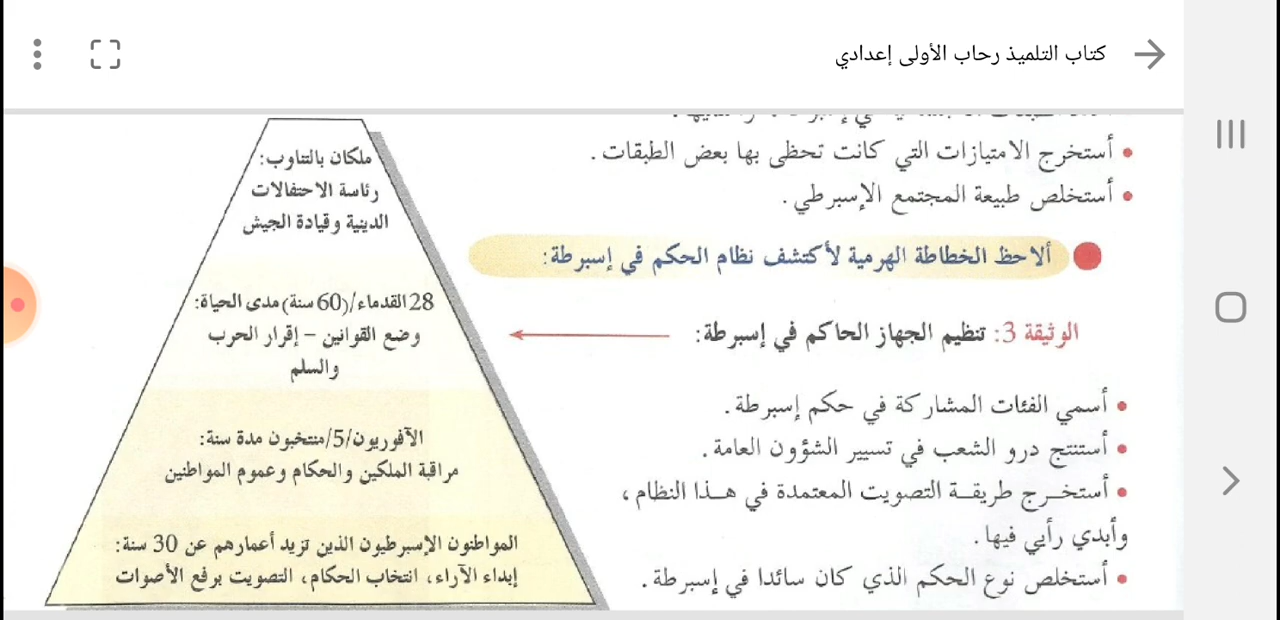 كتاب التلميذ رحاب الأولى إعدادي
أستخرج الامتيازات التي كانت تحظى بها بعض الطبقات .
أستخلص طبيعة المجتمع الإسبرطي .
ألاحظ الخطاطة الهرمية لأكتشف نظام الحكم في إسبرطة:
الوثيقة 3: تنظيم الجهاز الحاكم في إسبرطة:
أسمي الفئات المشاركة في حكم إسبرطة .
أستنتج درو الشعب في تسيير الشؤون العامة .
أستخـرج طريقـة التصويت المعتمدة في هـذا النظام ،
وأبدي رأيي فيها .
أستخلص نوع الحكم الذي كان سائدا في إسبرطة .
ملكان بالتناوب:
رئاسة الاحتفالات
الدينية وقيادة الجيش
28 القدماء/(60 سنة) مدى الحياة:
وضع القوانين – إقرار الحرب
والسلم
الآفوريون/5/منتخبون مدة سنة:
مراقبة الملكين والحكام وعموم المواطنين
المواطنون الإسبرطيون الذين تزيد أعمارهم عن 30 سنة:
إبداء الآراء، انتخاب الحكام، التصويت برفع الأصوات